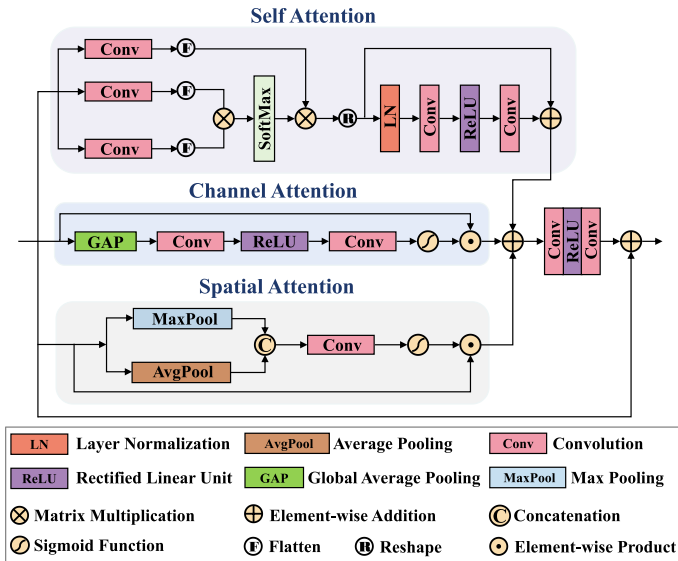 Self Attention
Conv F
Conv F
Conv F
SoftMax
R
LN
Conv
ReLU
Conv
Channel Attention
GAP Conv ReLU Conv
Conv
ReLU
Conv
Spatial Attention
MaxPool
AvgPool
C
Conv
LN Layer Normalization AvgPool Average Pooling Conv Convolution
ReLU Rectified Linear Unit GAP Global Average Pooling MaxPool Max Pooling
Matrix Multiplication Element-wise Addition C Concatenation
Sigmoid Function F Flatten R Reshape Element-wise Product